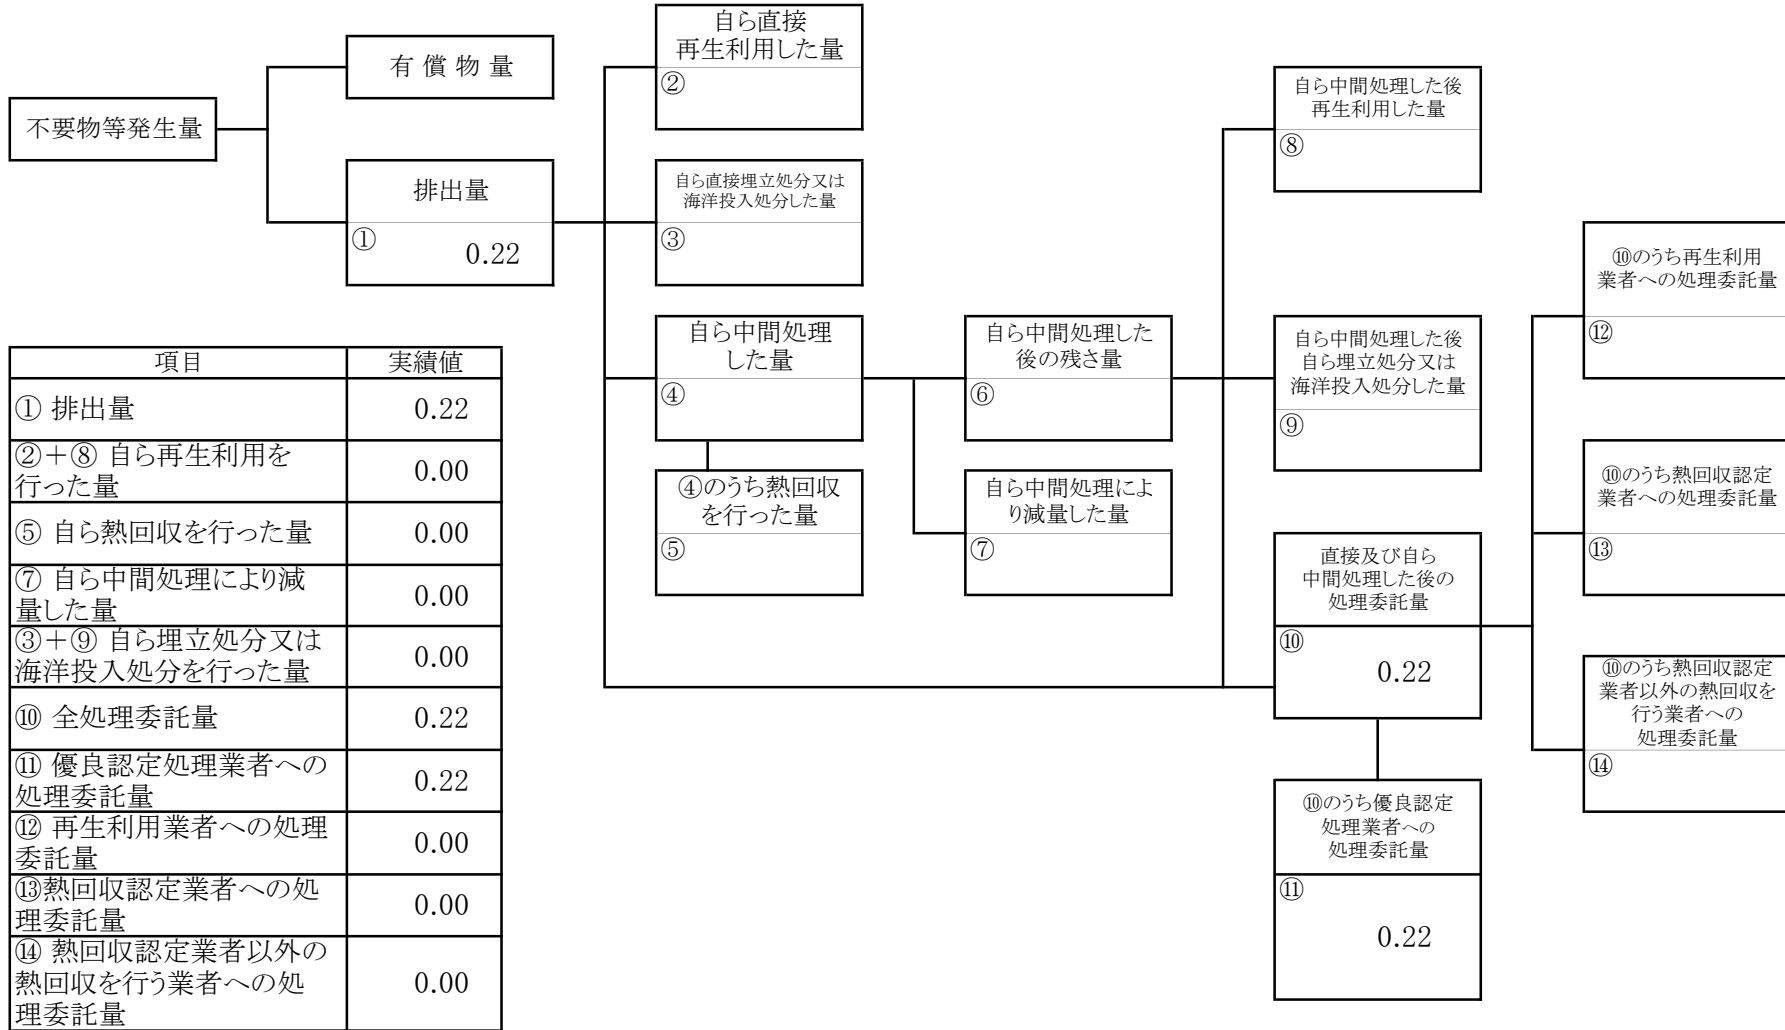 不要物等発生量
有 償 物 量
排出量
①
0.22
自ら直接
再生利用した量
②
自ら直接埋立処分又は
海洋投入処分した量
③
自ら中間処理
した量
④
④のうち熱回収
を行った量
⑤
自ら中間処理した
後の残さ量
⑥
自ら中間処理によ
り減量した量
⑦
自ら中間処理した後
再生利用した量
⑧
自ら中間処理した後
自ら埋立処分又は
海洋投入処分した量
⑨
直接及び自ら
中間処理した後の
処理委託量
⑩
0.22
⑩のうち優良認定
処理業者への
処理委託量
⑪
0.22
⑩のうち再生利用
業者への処理委託量
⑫
⑩のうち熱回収認定
業者への処理委託量
⑬
⑩のうち熱回収認定
業者以外の熱回収を
行う業者への
処理委託量
⑭
項目 実績値
① 排出量 0.22
②+⑧ 自ら再生利用を
行った量 0.00
⑤ 自ら熱回収を行った量 0.00
⑦ 自ら中間処理により減
量した量 0.00
③+⑨ 自ら埋立処分又は
海洋投入処分を行った量 0.00
⑩ 全処理委託量 0.22
⑪ 優良認定処理業者への
処理委託量 0.22
⑫ 再生利用業者への処理
委託量 0.00
⑬熱回収認定業者への処
理委託量 0.00
⑭ 熱回収認定業者以外の
熱回収を行う業者への処
理委託量 0.00